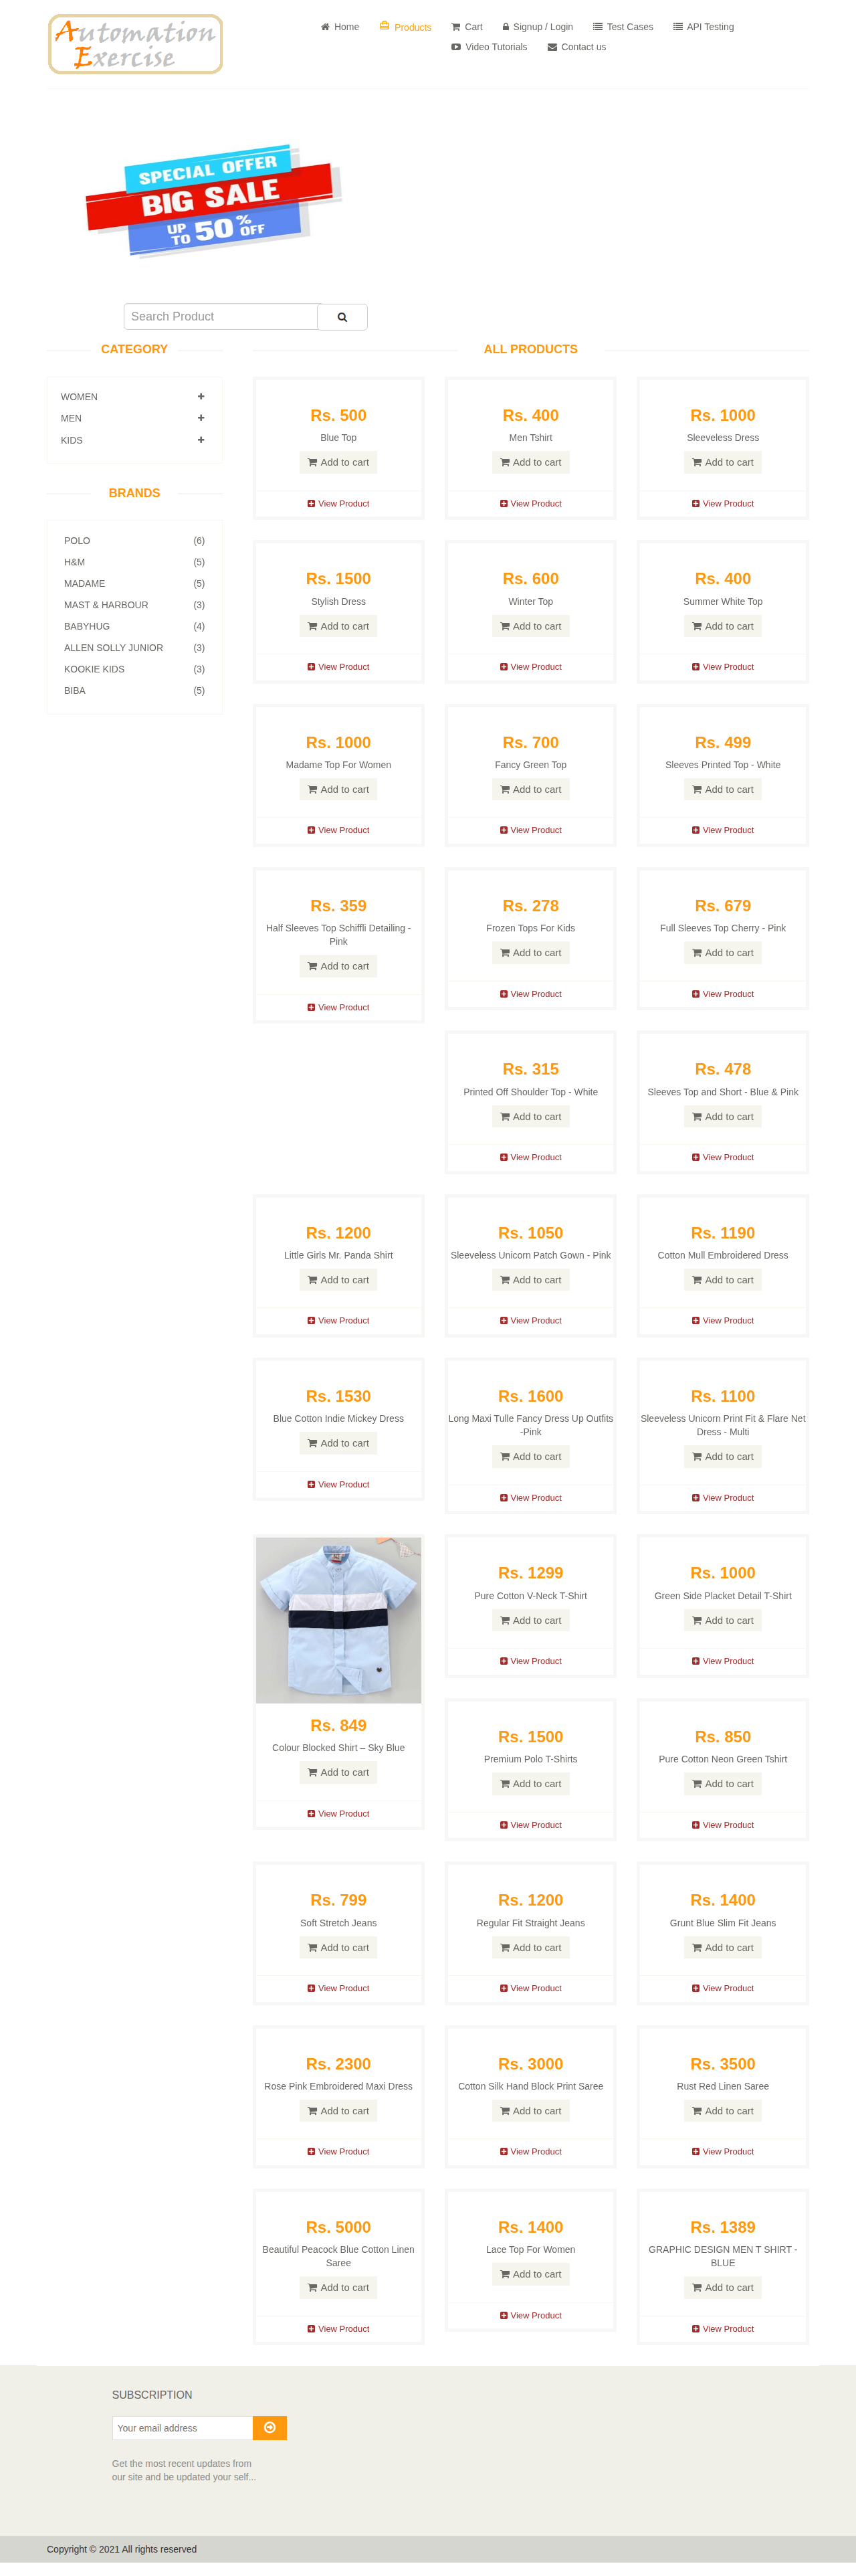 Automation
Exercise
Home
Products
Cart
Signup / Login
Test Cases
API Testing
Video Tutorials
Contact us
SPECIAL OFFER
BIG SALE
UP TO 50 % OFF
Search Product
CATEGORY
WOMEN
MEN
KIDS
BRANDS
POLO (6)
H&M (5)
MADAME (5)
MAST & HARBOUR (3)
BABYHUG (4)
ALLEN SOLLY JUNIOR (3)
KOOKIE KIDS (3)
BIBA (5)
ALL PRODUCTS
Rs. 500
Blue Top
Add to cart
View Product
Rs. 400
Men Tshirt
Add to cart
View Product
Rs. 1000
Sleeveless Dress
Add to cart
View Product
Rs. 1500
Stylish Dress
Add to cart
View Product
Rs. 600
Winter Top
Add to cart
View Product
Rs. 400
Summer White Top
Add to cart
View Product
Rs. 1000
Madame Top For Women
Add to cart
View Product
Rs. 700
Fancy Green Top
Add to cart
View Product
Rs. 499
Sleeves Printed Top - White
Add to cart
View Product
Rs. 359
Half Sleeves Top Schiffli Detailing -
Pink
Add to cart
View Product
Rs. 278
Frozen Tops For Kids
Add to cart
View Product
Rs. 679
Full Sleeves Top Cherry - Pink
Add to cart
View Product
Rs. 315
Printed Off Shoulder Top - White
Add to cart
View Product
Rs. 478
Sleeves Top and Short - Blue & Pink
Add to cart
View Product
Rs. 1200
Little Girls Mr. Panda Shirt
Add to cart
View Product
Rs. 1050
Sleeveless Unicorn Patch Gown - Pink
Add to cart
View Product
Rs. 1190
Cotton Mull Embroidered Dress
Add to cart
View Product
Rs. 1530
Blue Cotton Indie Mickey Dress
Add to cart
View Product
Rs. 1600
Long Maxi Tulle Fancy Dress Up Outfits
-Pink
Add to cart
View Product
Rs. 1100
Sleeveless Unicorn Print Fit & Flare Net
Dress - Multi
Add to cart
View Product
Rs. 849
Colour Blocked Shirt – Sky Blue
Add to cart
View Product
Rs. 1299
Pure Cotton V-Neck T-Shirt
Add to cart
View Product
Rs. 1000
Green Side Placket Detail T-Shirt
Add to cart
View Product
Rs. 1500
Premium Polo T-Shirts
Add to cart
View Product
Rs. 850
Pure Cotton Neon Green Tshirt
Add to cart
View Product
Rs. 799
Soft Stretch Jeans
Add to cart
View Product
Rs. 1200
Regular Fit Straight Jeans
Add to cart
View Product
Rs. 1400
Grunt Blue Slim Fit Jeans
Add to cart
View Product
Rs. 2300
Rose Pink Embroidered Maxi Dress
Add to cart
View Product
Rs. 3000
Cotton Silk Hand Block Print Saree
Add to cart
View Product
Rs. 3500
Rust Red Linen Saree
Add to cart
View Product
Rs. 5000
Beautiful Peacock Blue Cotton Linen
Saree
Add to cart
View Product
Rs. 1400
Lace Top For Women
Add to cart
View Product
Rs. 1389
GRAPHIC DESIGN MEN T SHIRT -
BLUE
Add to cart
View Product
SUBSCRIPTION
Your email address
Get the most recent updates from
our site and be updated your self...
Copyright © 2021 All rights reserved